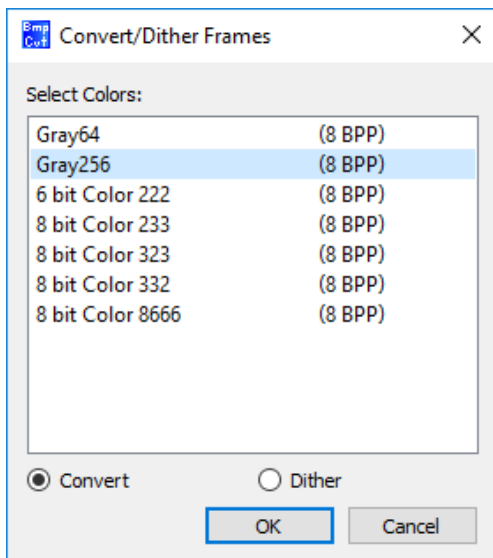 Bmp
Cvt
Convert/Dither Frames
Select Colors:
Gray64 (8 BPP)
Gray256 (8 BPP)
6 bit Color 222 (8 BPP)
8 bit Color 233 (8 BPP)
8 bit Color 323 (8 BPP)
8 bit Color 332 (8 BPP)
8 bit Color 8666 (8 BPP)
Convert Dither
OK Cancel